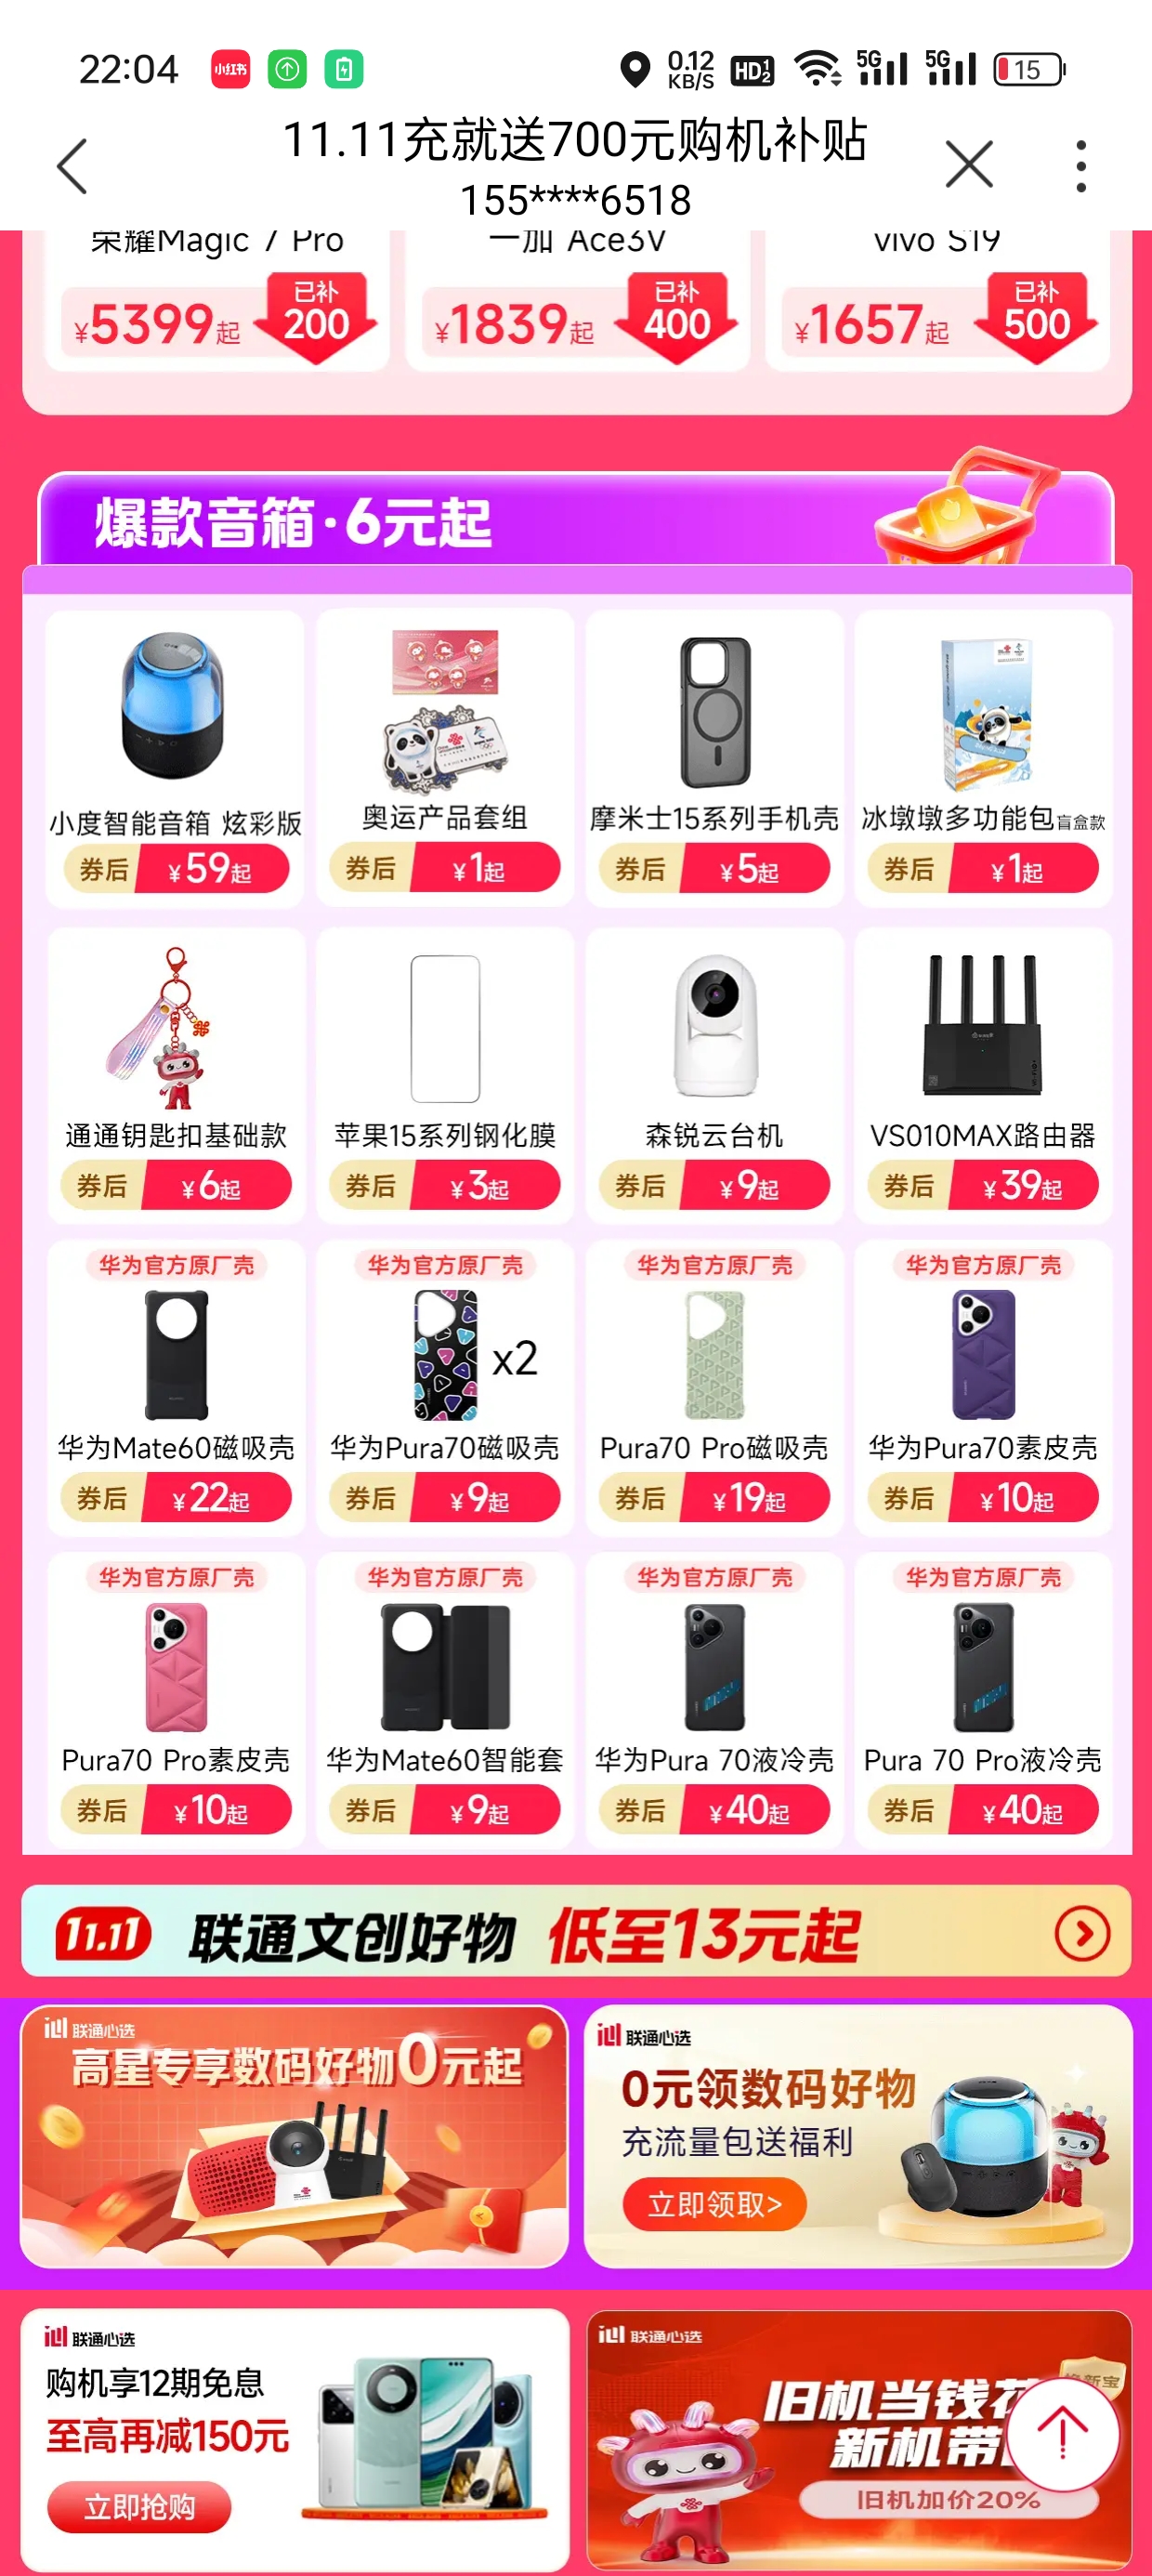 22:04
小红书
0.12
KB/S
HD 1 2
5G
5G
15
11.11充就送700元购机补贴
155****6518
荣耀Magic 7 Pro
一加 Ace3V
vivo S19
¥5399起
已补
200
¥1839起
已补
400
¥1657起
已补
500
爆款音箱·6元起
小度智能音箱 炫彩版
奥运产品套组
摩米士15系列手机壳
冰墩墩多功能包盲盒款
券后 ¥59起
券后 ¥1起
券后 ¥5起
券后 ¥1起
通通钥匙扣基础款
苹果15系列钢化膜
森锐云台机
VS010MAX路由器
券后 ¥6起
券后 ¥3起
券后 ¥9起
券后 ¥39起
华为官方原厂壳
华为官方原厂壳
华为官方原厂壳
华为官方原厂壳
x2
华为Mate60磁吸壳
华为Pura70磁吸壳
Pura70 Pro磁吸壳
华为Pura70素皮壳
券后 ¥22起
券后 ¥9起
券后 ¥19起
券后 ¥10起
华为官方原厂壳
华为官方原厂壳
华为官方原厂壳
华为官方原厂壳
Pura70 Pro素皮壳
华为Mate60智能套
华为Pura 70液冷壳
Pura 70 Pro液冷壳
券后 ¥10起
券后 ¥9起
券后 ¥40起
券后 ¥40起
11.11 联通文创好物 低至13元起
联通心选
高星专享数码好物0元起
联通心选
0元领数码好物
充流量包送福利
立即领取>
联通心选
购机享12期免息
至高再减150元
立即抢购
联通心选
旧机当钱花
新机带
旧机加价20%